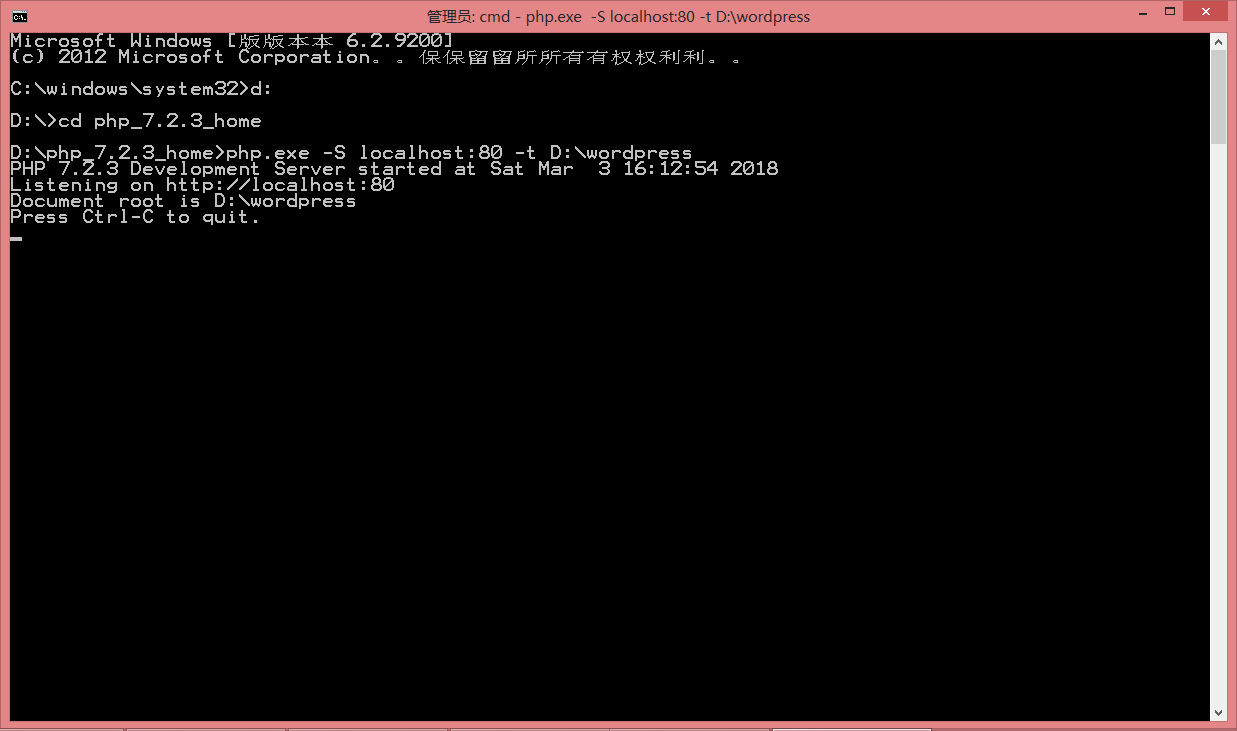 管理员: cmd - php.exe  -S localhost:80 -t D:\wordpress
Microsoft Windows [版版本本 6.2.9200]
(c) 2012 Microsoft Corporation。。保保留留所所有有权权利利。。
C:\windows\system32>d:
D:\>cd php_7.2.3_home
D:\php_7.2.3_home>php.exe -S localhost:80 -t D:\wordpress
PHP 7.2.3 Development Server started at Sat Mar  3 16:12:54 2018
Listening on http://localhost:80
Document root is D:\wordpress
Press Ctrl-C to quit.